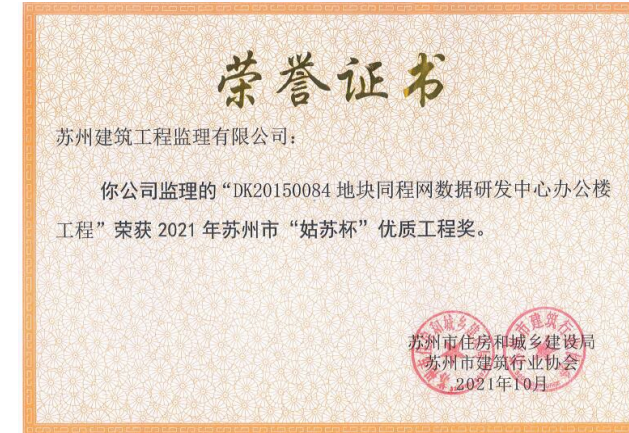 荣誉证书
苏州建筑工程监理有限公司：
你公司监理的“DK20150084 地块同程网数据研发中心办公楼
工程”荣获 2021 年苏州市“姑苏杯”优质工程奖。
苏州市住房和城乡建设局
苏州市建筑行业协会
2021年10月